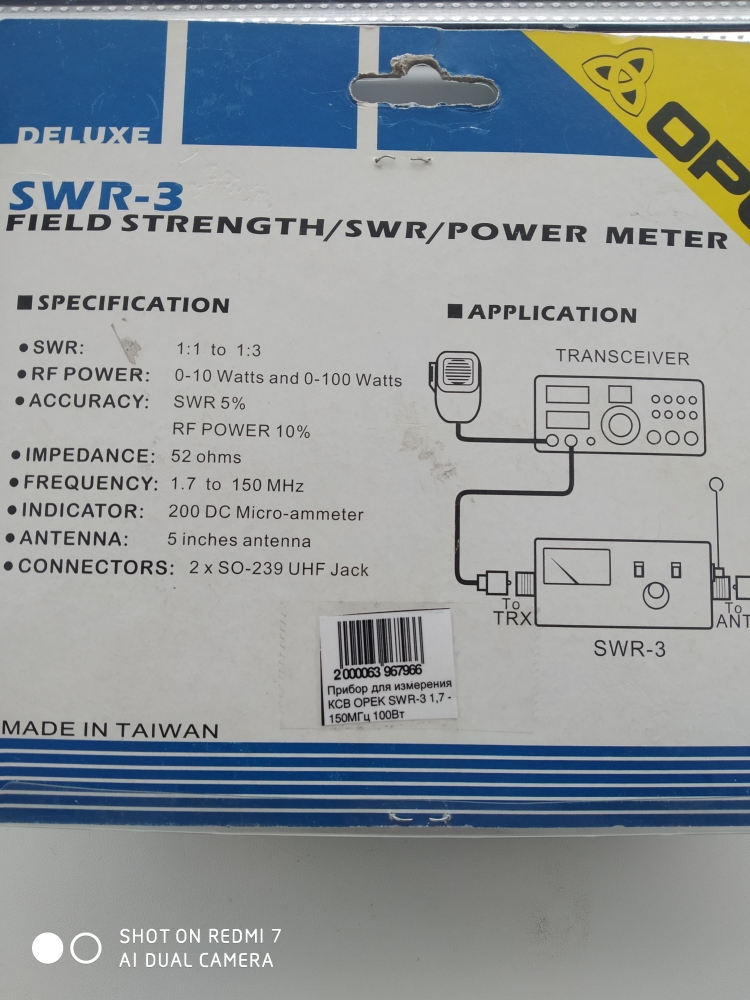 DELUXE
OP
SWR-3
FIELD STRENGTH/SWR/POWER METER
■ SPECIFICATION
● SWR: 1:1 to 1:3
● RF POWER: 0-10 Watts and 0-100 Watts
● ACCURACY: SWR 5%
RF POWER 10%
● IMPEDANCE: 52 ohms
● FREQUENCY: 1.7 to 150 MHz
● INDICATOR: 200 DC Micro-ammeter
● ANTENNA: 5 inches antenna
● CONNECTORS: 2 x SO-239 UHF Jack
■ APPLICATION
TRANSCEIVER
To
TRX
To
ANT
SWR-3
2 000063 967966
Прибор для измерения
КСВ OPEK SWR-3 1,7 -
150МГц 100Вт
MADE IN TAIWAN
SHOT ON REDMI 7
AI DUAL CAMERA